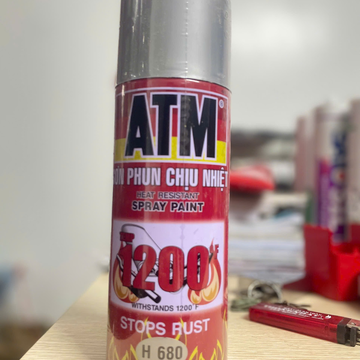 ATM®
SƠN PHUN CHỊU NHIỆT
HEAT RESISTANT
SPRAY PAINT
1200°F
WITHSTANDS 1200°F
STOPS RUST
H 680